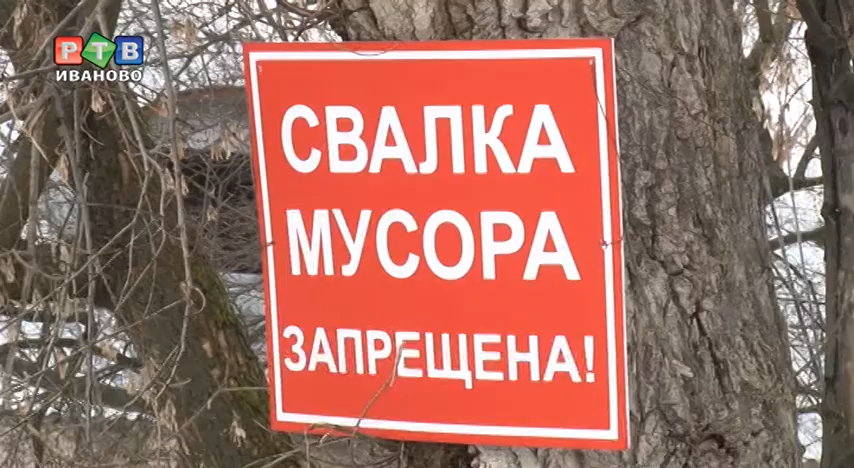 РТВ
ИВАНОВО
СВАЛКА
МУСОРА
ЗАПРЕЩЕНА!